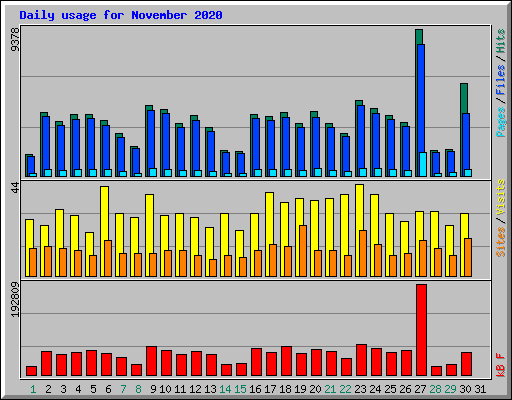 Daily usage for November 2020
9378
Pages / Files / Hits
44
Sites / Visits
192809
kB F
1 2 3 4 5 6 7 8 9 10 11 12 13 14 15 16 17 18 19 20 21 22 23 24 25 26 27 28 29 30 31